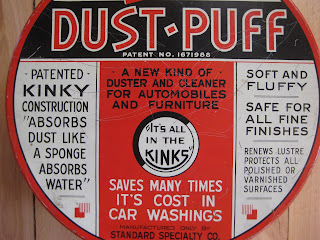 DUST-PUFF
PATENT NO. 1671988
PATENTED
KINKY
CONSTRUCTION
"ABSORBS
DUST LIKE
A SPONGE
ABSORBS
WATER"
· A NEW KIND OF ·
DUSTER AND CLEANER
FOR AUTOMOBILES
AND FURNITURE
"IT'S ALL
IN THE
KINKS"
SAVES MANY TIMES
IT'S COST IN
CAR WASHINGS
MANUFACTURED ONLY BY
STANDARD SPECIALTY CO.
SOFT AND
FLUFFY
SAFE FOR
ALL FINE
FINISHES
RENEWS LUSTRE
PROTECTS ALL
POLISHED OR
VARNISHED
SURFACES